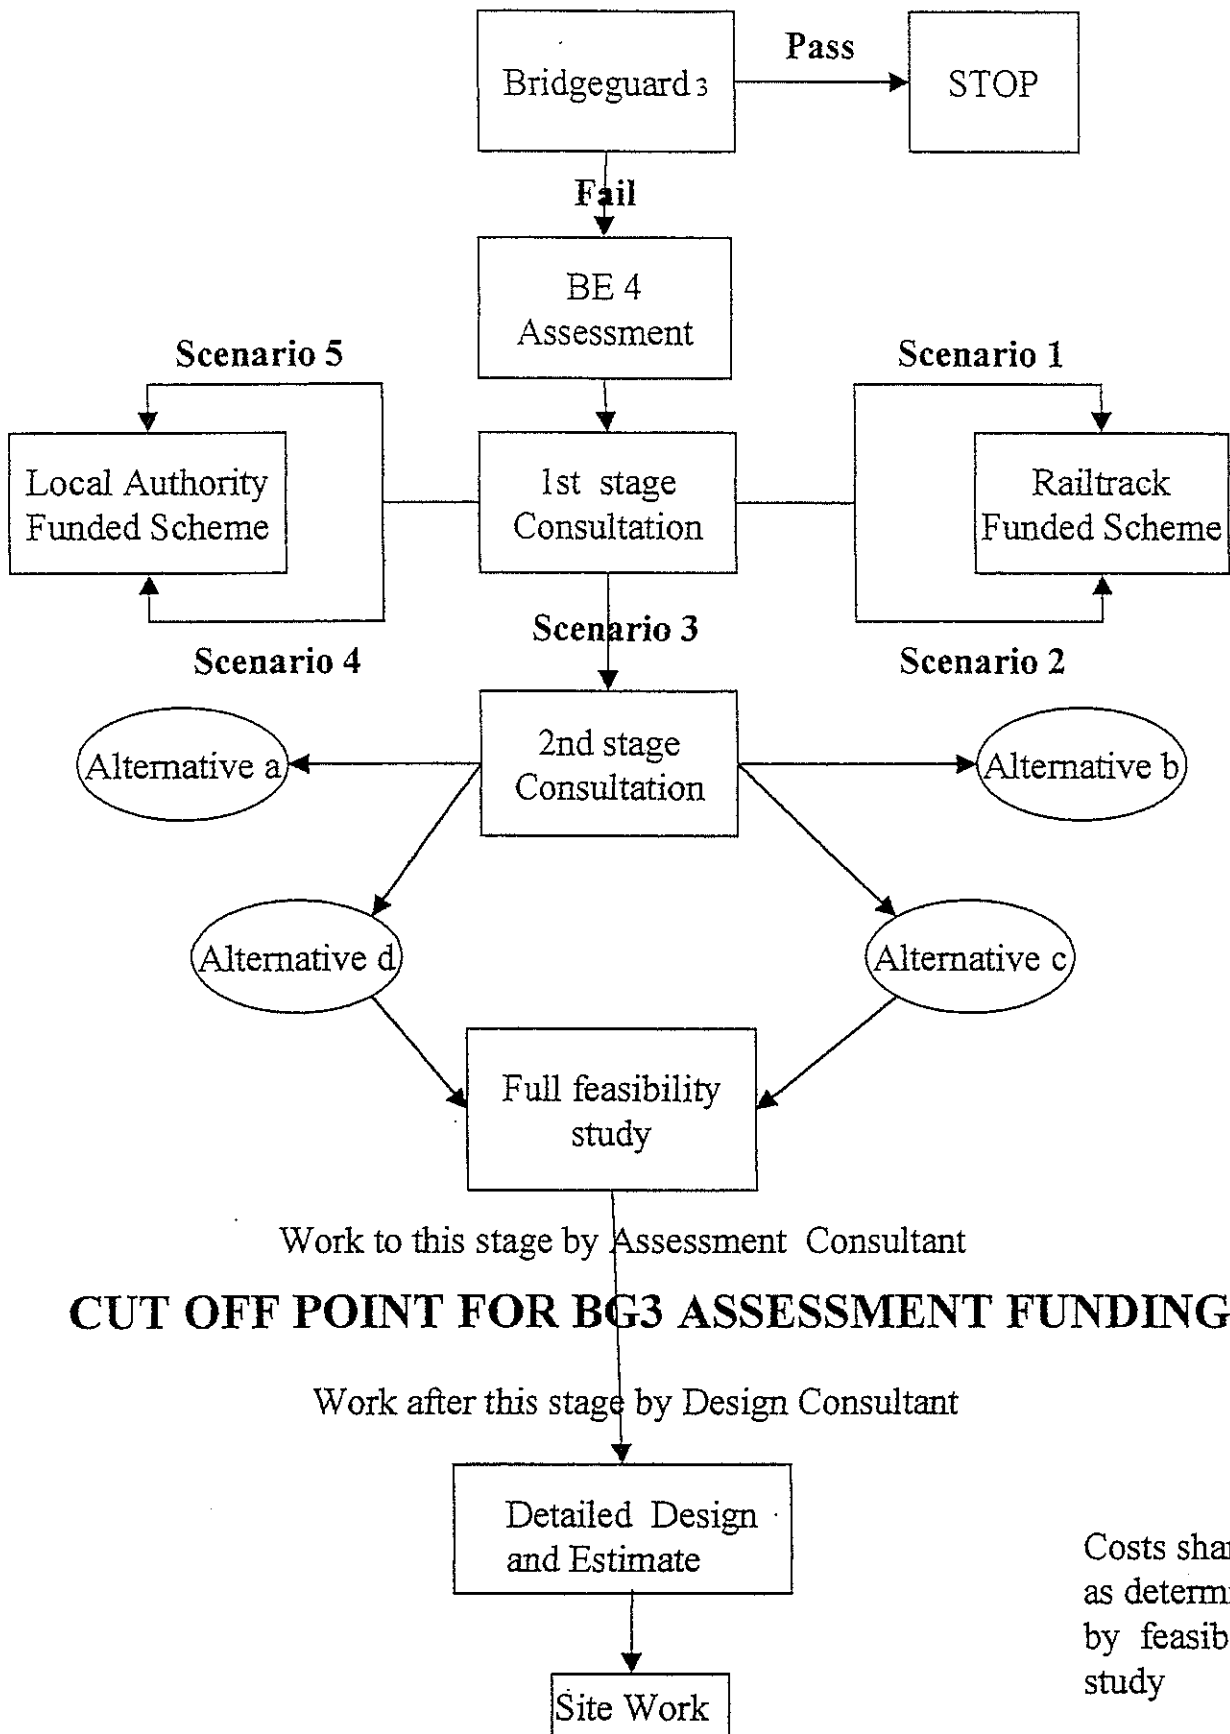 Pass
Bridgeguard 3
STOP
Fail
BE 4
Assessment
Scenario 5
Scenario 1
Local Authority
Funded Scheme
1st stage
Consultation
Railtrack
Funded Scheme
Scenario 3
Scenario 4
Scenario 2
2nd stage
Consultation
Alternative a
Alternative b
Alternative d
Alternative c
Full feasibility
study
Work to this stage by Assessment Consultant
CUT OFF POINT FOR BG3 ASSESSMENT FUNDING
Work after this stage by Design Consultant
Detailed Design
and Estimate
Costs
as
by
study
Site Work